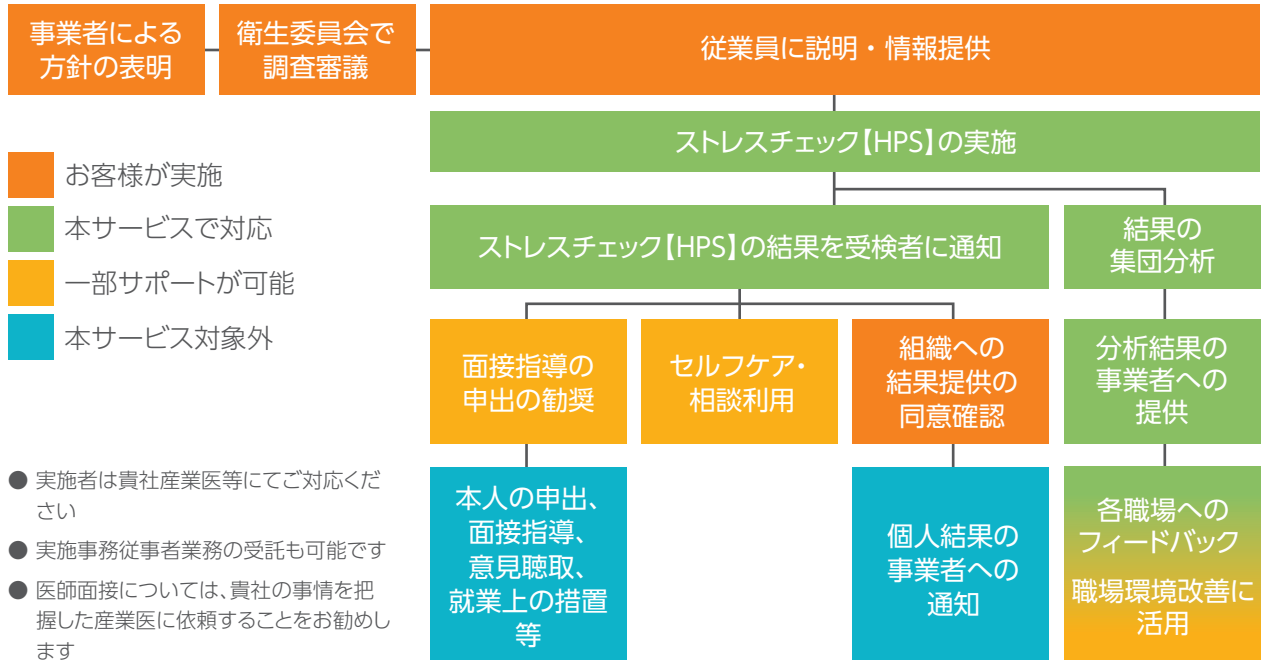 事業者による
方針の表明
衛生委員会で
調査審議
従業員に説明・情報提供
ストレスチェック【HPS】の実施
お客様が実施
本サービスで対応
一部サポートが可能
本サービス対象外
ストレスチェック【HPS】の結果を受検者に通知
結果の
集団分析
面接指導の
申出の勧奨
セルフケア・
相談利用
組織への
結果提供の
同意確認
分析結果の
事業者への
提供
本人の申出、
面接指導、
意見聴取、
就業上の措置
等
個人結果の
事業者への
通知
各職場への
フィードバック
職場環境改善に
活用
● 実施者は貴社産業医等にてご対応くだ
さい
● 実施事務従事者業務の受託も可能です
● 医師面接については、貴社の事情を把
握した産業医に依頼することをお勧めし
ます